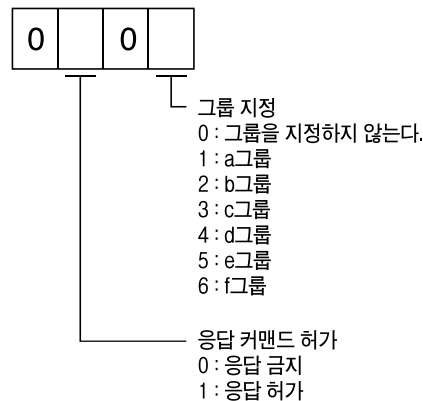 0 0
그룹 지정
0 : 그룹을 지정하지 않는다.
1 : a그룹
2 : b그룹
3 : c그룹
4 : d그룹
5 : e그룹
6 : f그룹
응답 커맨드 허가
0 : 응답 금지
1 : 응답 허가